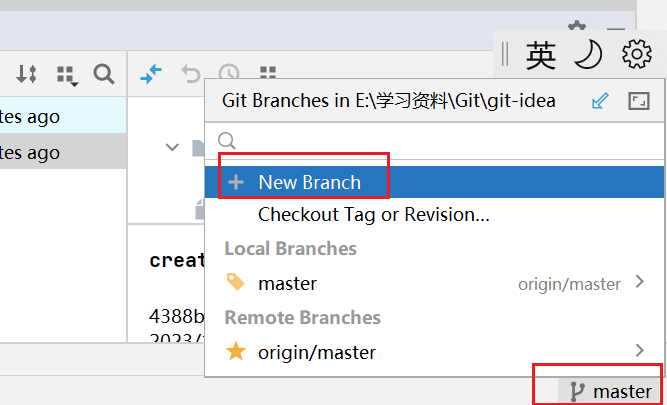 英
tes ago
Git Branches in E:\学习资料\Git\git-idea
tes ago
New Branch
Checkout Tag or Revision...
Local Branches
creat
master origin/master
4388b
Remote Branches
2023/
origin/master
master